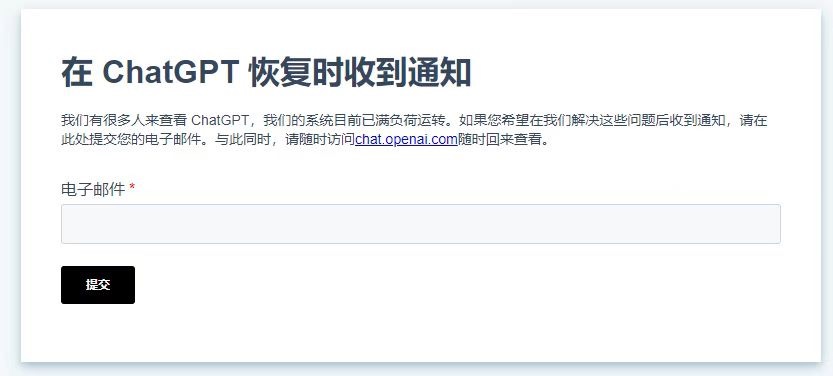 在 ChatGPT 恢复时收到通知
我们有很多人来查看 ChatGPT，我们的系统目前已满负荷运转。如果您希望在我们解决这些问题后收到通知，请在
此处提交您的电子邮件。与此同时，请随时访问chat.openai.com随时回来查看。
电子邮件 *
提交